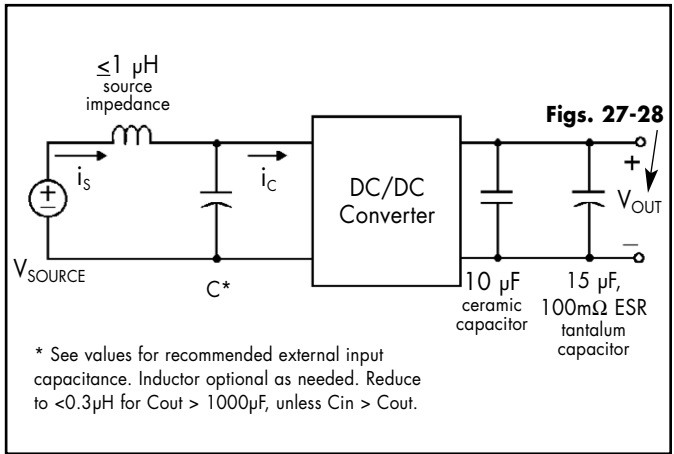 ≤1 µH
source
impedance
Figs. 27-28
iS
iC
DC/DC
Converter
+
VOUT
–
+
–
VSOURCE
C*
10 µF
ceramic
capacitor
15 µF,
100mΩ ESR
tantalum
capacitor
* See values for recommended external input
capacitance. Inductor optional as needed. Reduce
to <0.3µH for Cout > 1000µF, unless Cin > Cout.